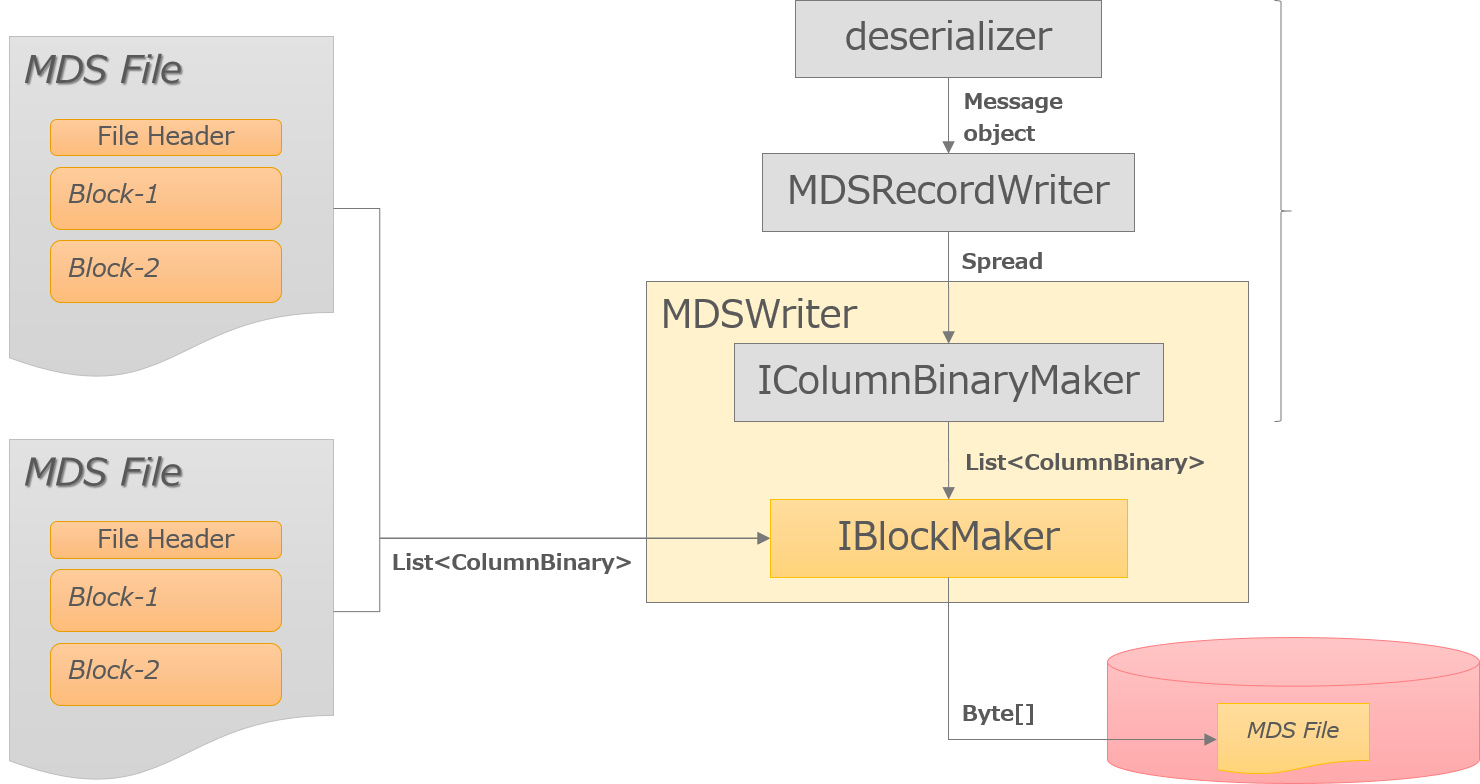 MDS File
File Header
Block-1
Block-2
MDS File
File Header
Block-1
Block-2
List<ColumnBinary>
deserializer
Message
object
MDSRecordWriter
Spread
MDSWriter
IColumnBinaryMaker
List<ColumnBinary>
IBlockMaker
Byte[]
MDS File